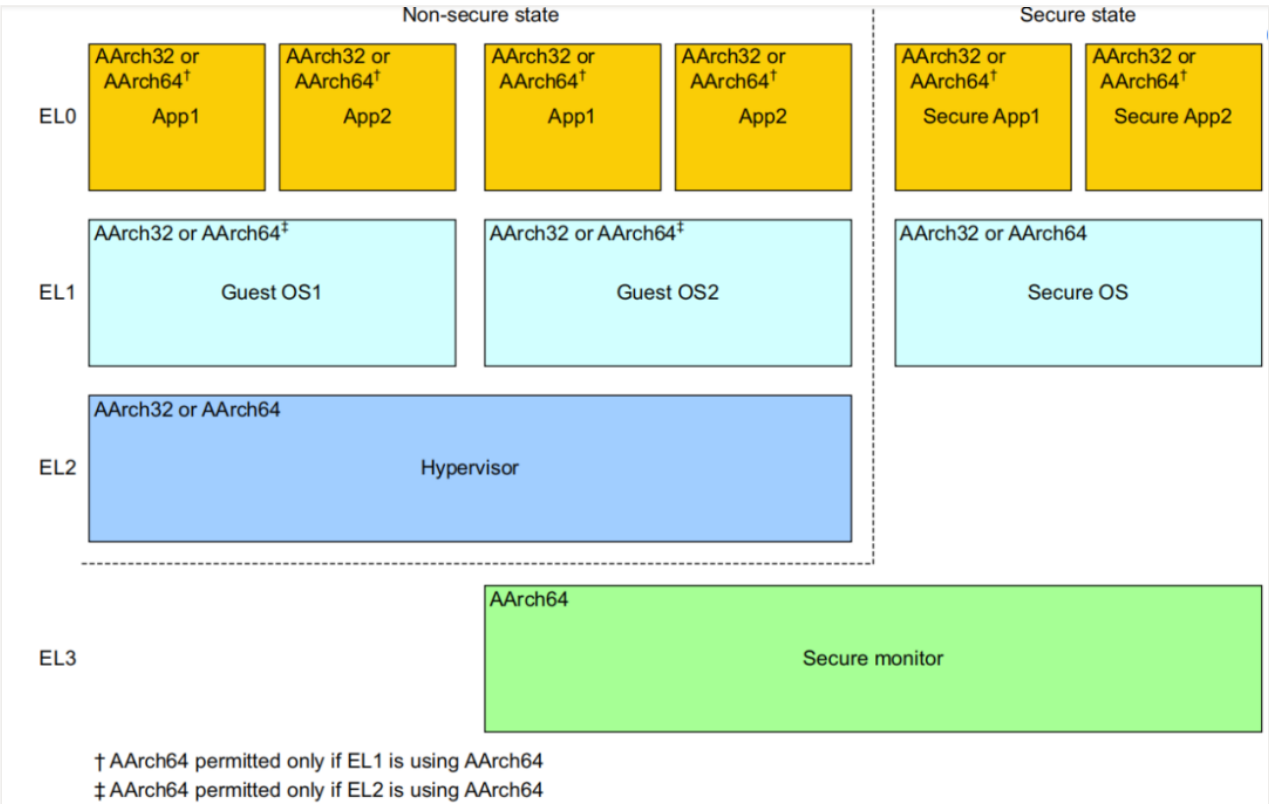 Non-secure state
Secure state
AArch32 or
AArch64†
App1
AArch32 or
AArch64†
App2
AArch32 or
AArch64†
App1
AArch32 or
AArch64†
App2
AArch32 or
AArch64†
Secure App1
AArch32 or
AArch64†
Secure App2
EL0
AArch32 or AArch64‡
Guest OS1
AArch32 or AArch64‡
Guest OS2
AArch32 or AArch64
Secure OS
EL1
AArch32 or AArch64
Hypervisor
EL2
AArch64
Secure monitor
EL3
† AArch64 permitted only if EL1 is using AArch64
‡ AArch64 permitted only if EL2 is using AArch64